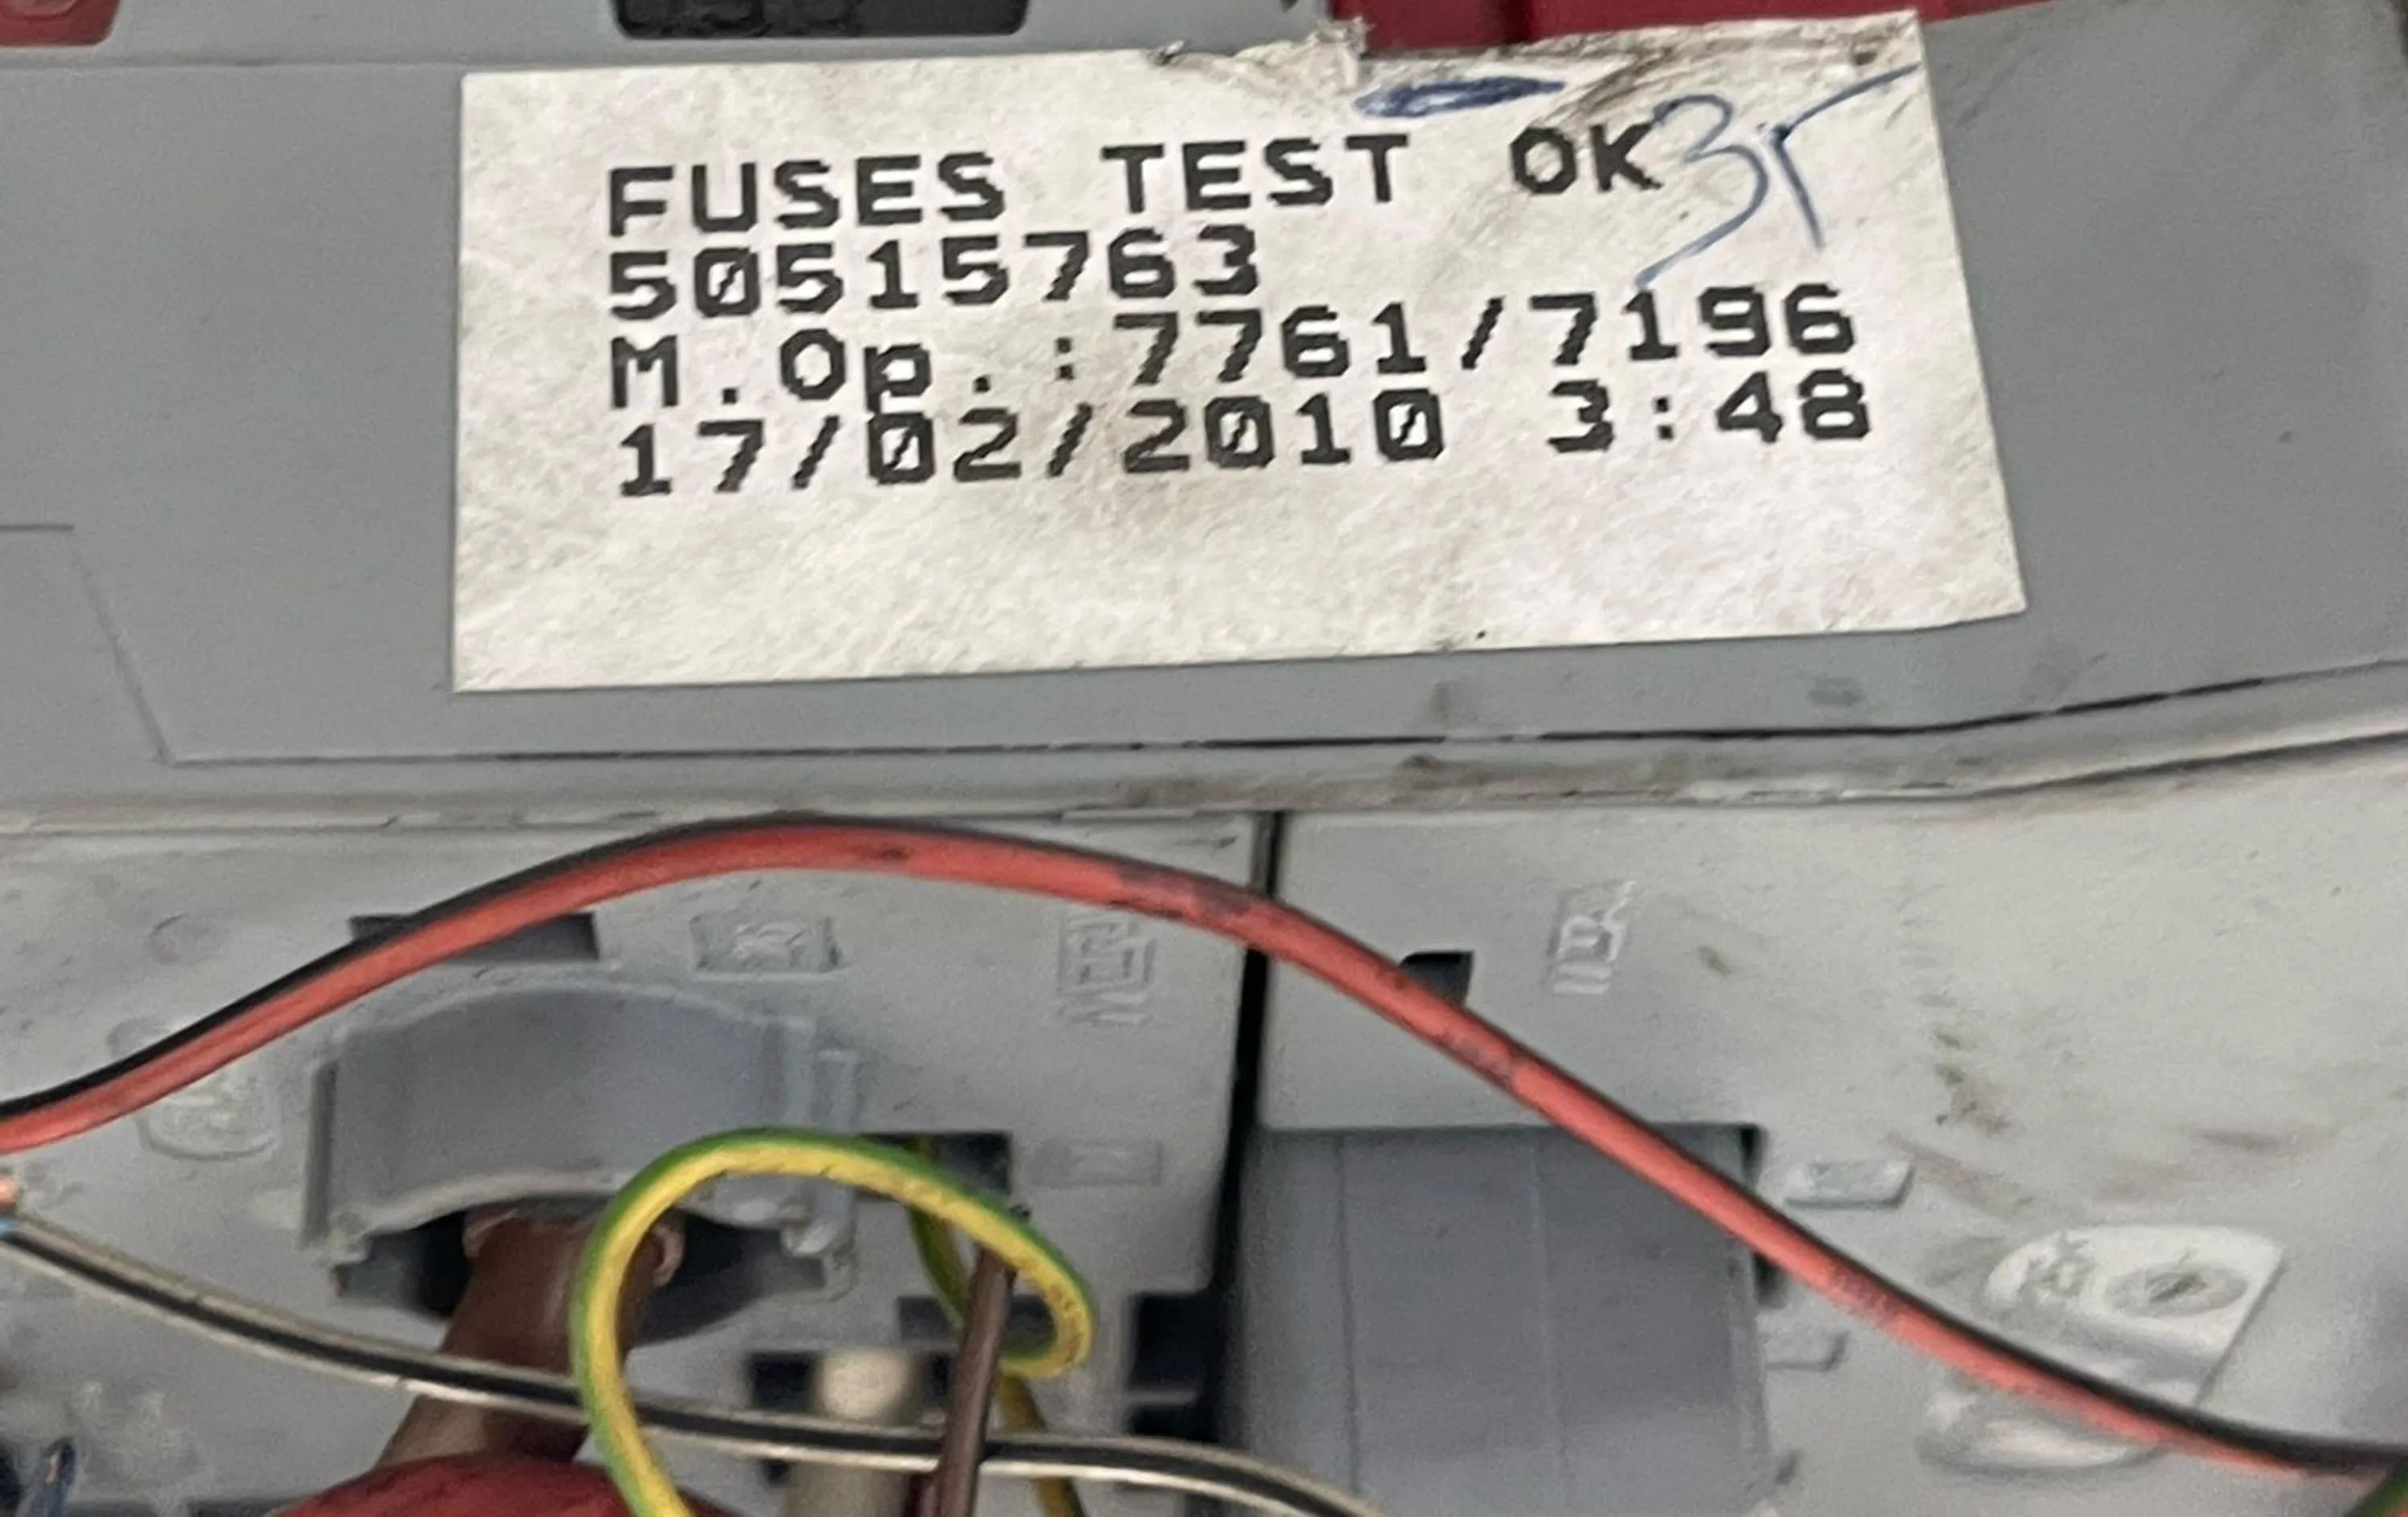 FUSES TEST OK
50515763
M.Op.:7761/7196
17/02/2010 3:48